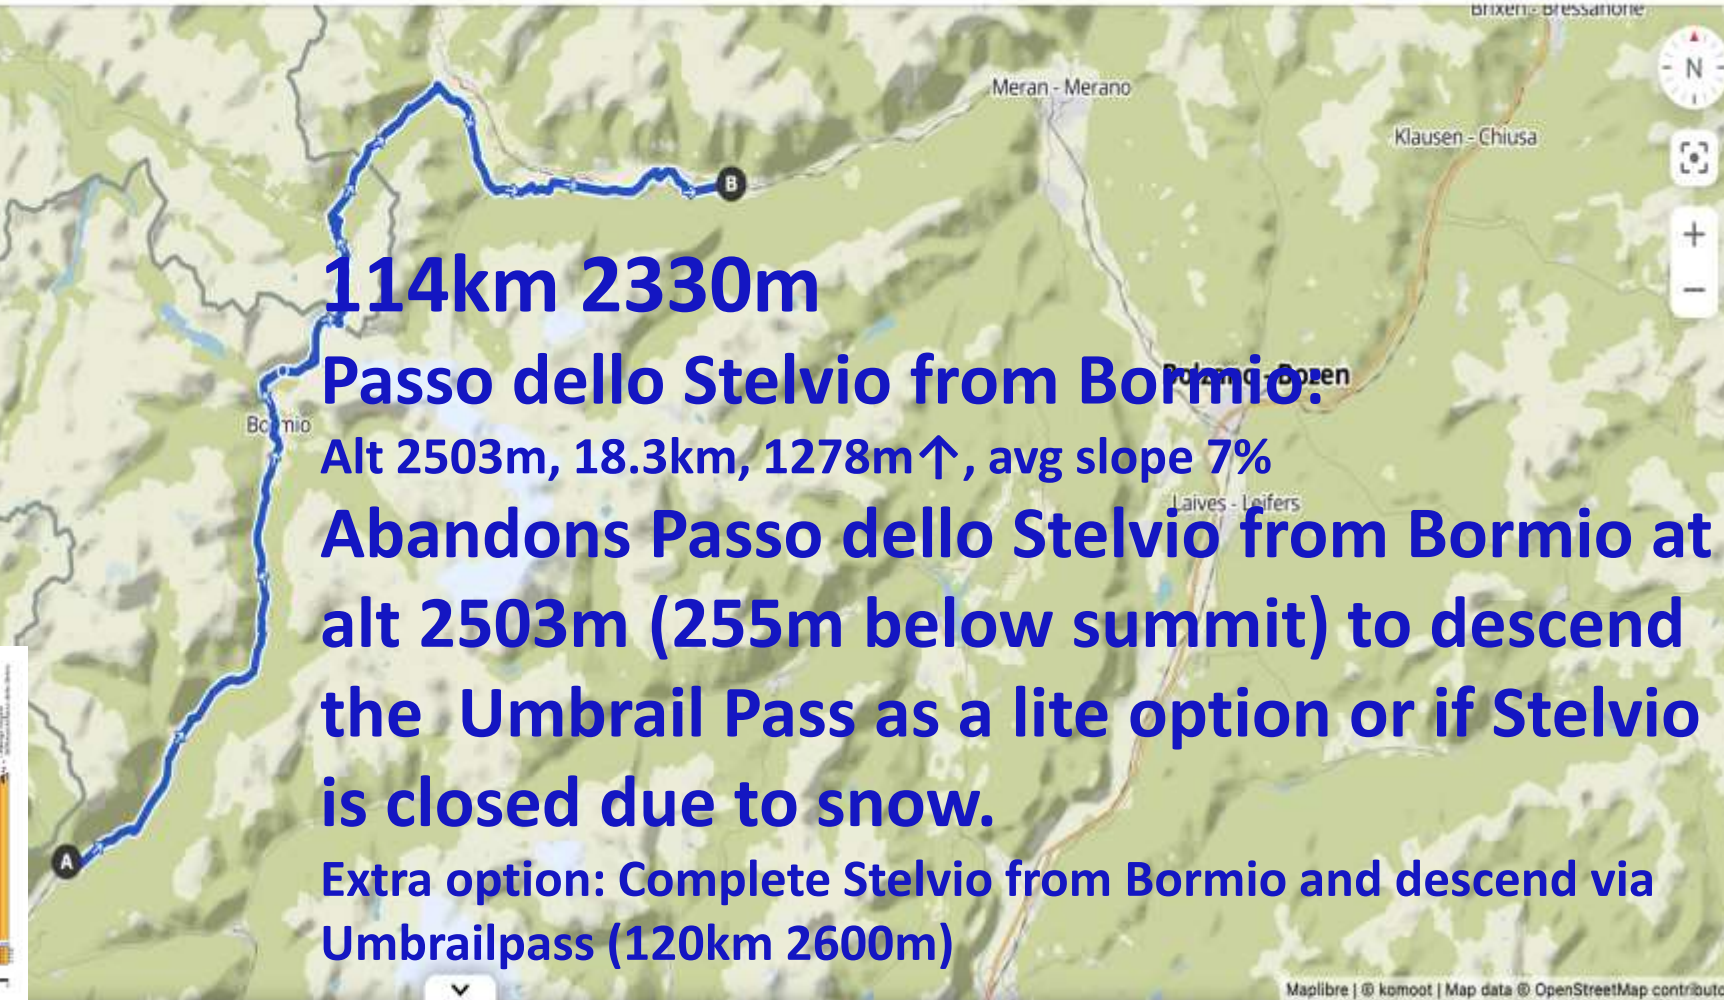 Brixen - Bressanone
N
Meran - Merano
Klausen - Chiusa
B
114km 2330m
Passo dello Stelvio from Bormio:
Bolzano - Bozen
Bormio
Alt 2503m, 18.3km, 1278m↑, avg slope 7%
Laives - Leifers
Abandons Passo dello Stelvio from Bormio at
alt 2503m (255m below summit) to descend
the Umbrail Pass as a lite option or if Stelvio
is closed due to snow.
A
Extra option: Complete Stelvio from Bormio and descend via
Umbrailpass (120km 2600m)
Maplibre | © komoot | Map data © OpenStreetMap contributo